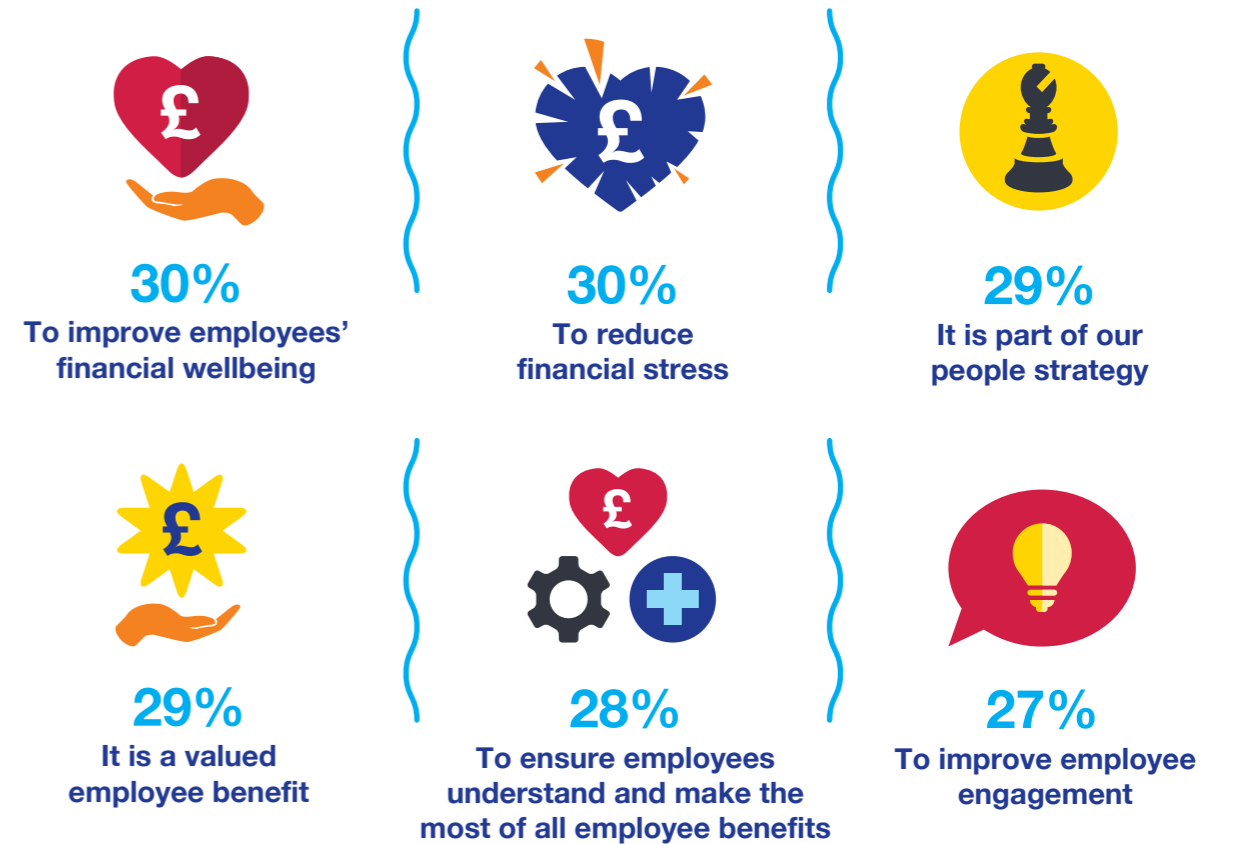 £
£
30%
To improve employees’
financial wellbeing
30%
To reduce
financial stress
29%
It is part of our
people strategy
£
£
29%
It is a valued
employee benefit
28%
To ensure employees
understand and make the
most of all employee benefits
27%
To improve employee
engagement